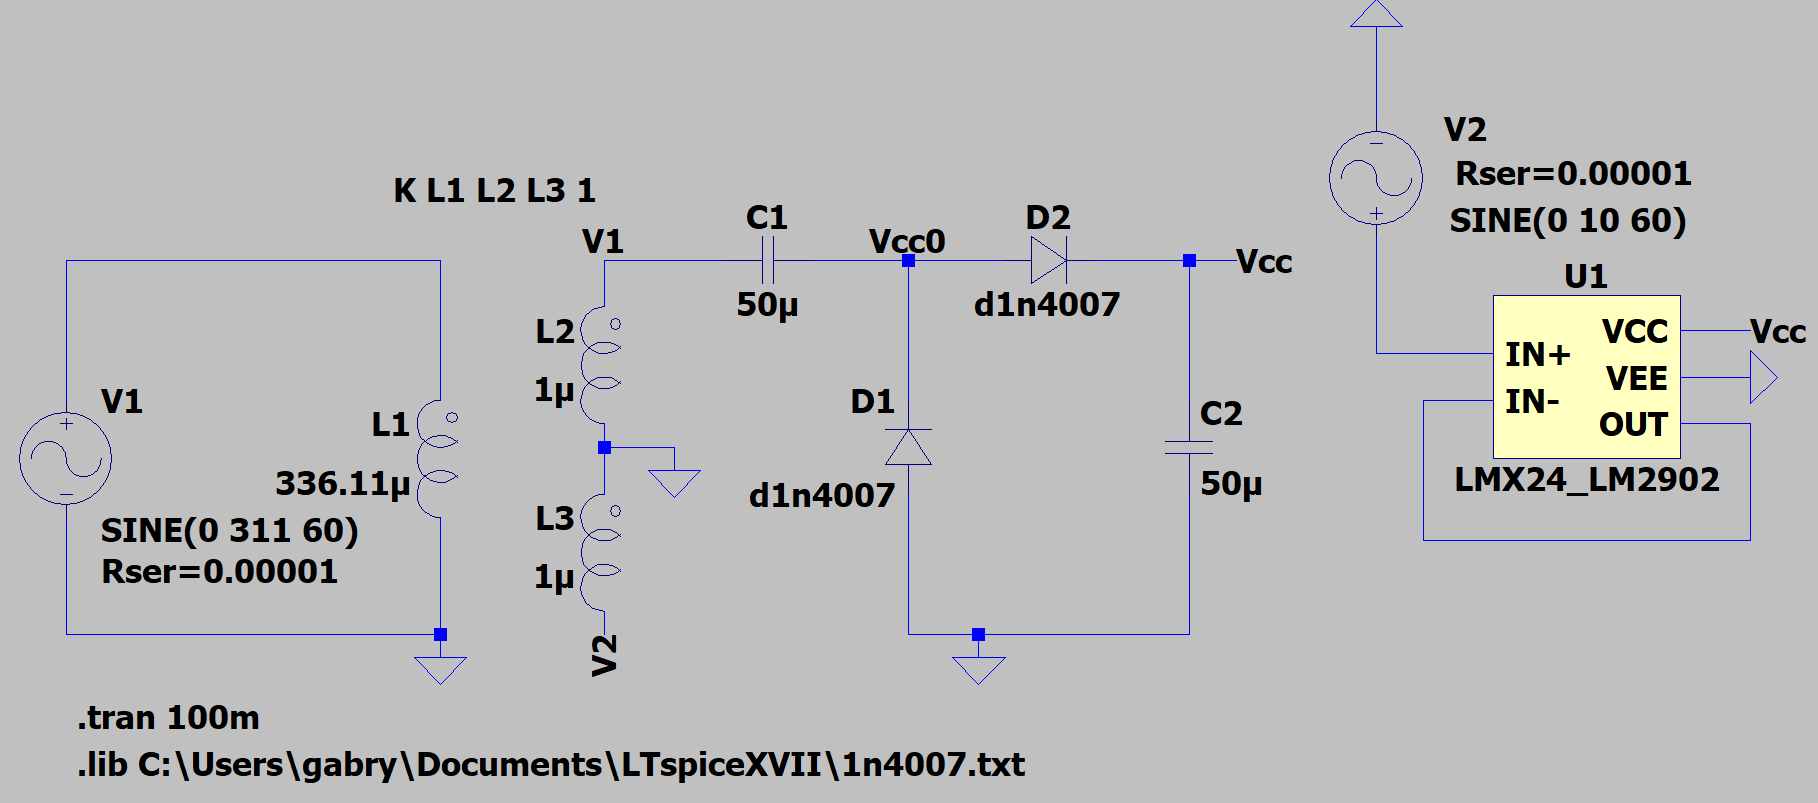 V2
Rser=0.00001
SINE(0 10 60)
K L1 L2 L3 1
V1
C1
50µ
Vcc0
D2
d1n4007
Vcc
U1
VCC
Vcc
IN+
VEE
IN-
OUT
LMX24_LM2902
L2
1µ
V1
L1
336.11µ
SINE(0 311 60)
Rser=0.00001
D1
d1n4007
C2
50µ
L3
1µ
V2
.tran 100m
.lib C:\Users\gabry\Documents\LTspiceXVII\1n4007.txt